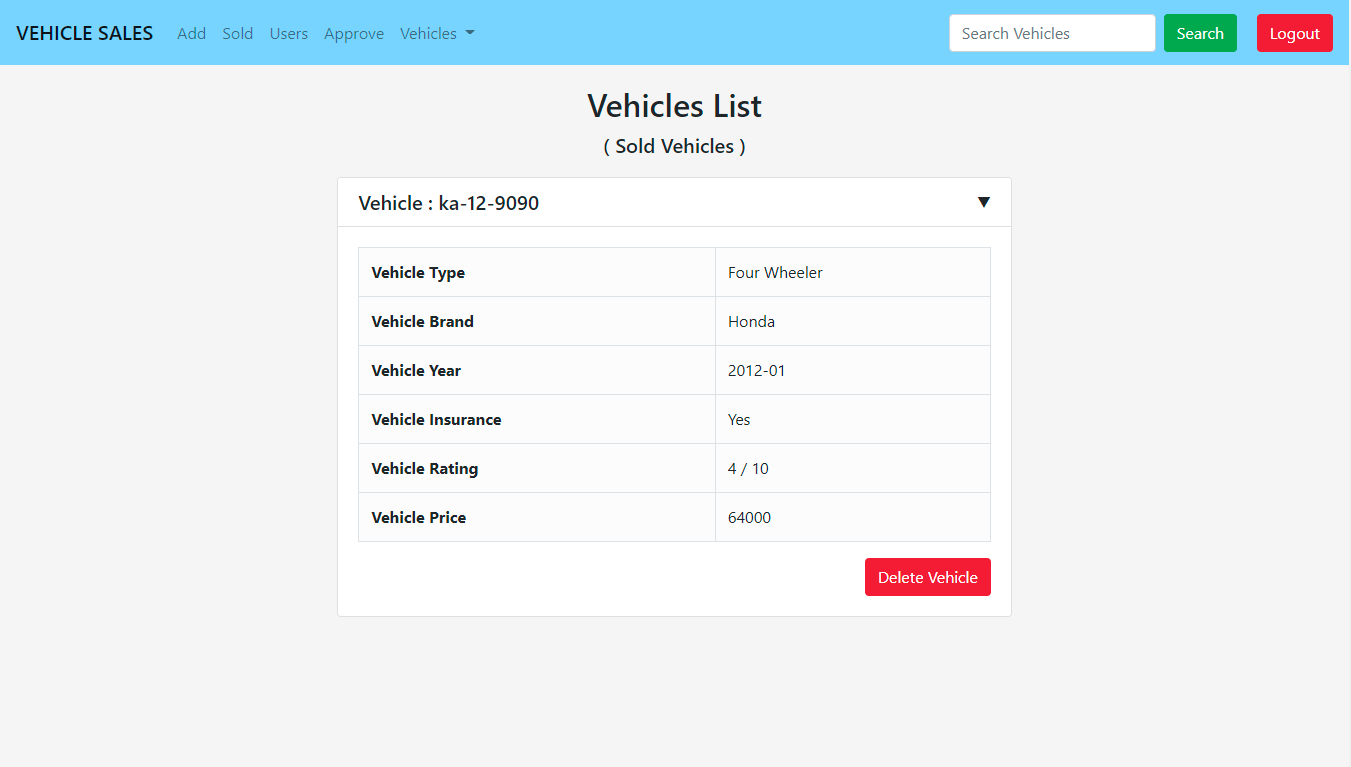 VEHICLE SALES Add Sold Users Approve Vehicles Search Vehicles Search Logout
Vehicles List
( Sold Vehicles )
Vehicle : ka-12-9090
Vehicle Type Four Wheeler
Vehicle Brand Honda
Vehicle Year 2012-01
Vehicle Insurance Yes
Vehicle Rating 4 / 10
Vehicle Price 64000
Delete Vehicle